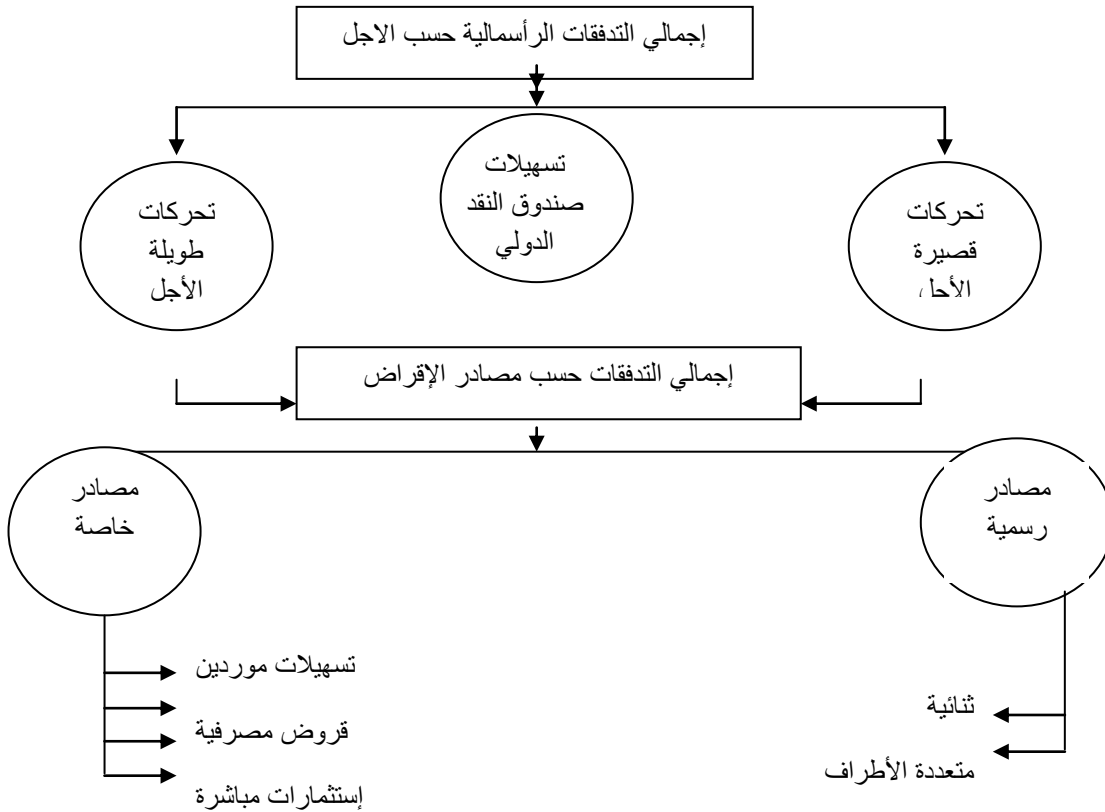 إجمالي التدفقات الرأسمالية حسب الاجل
تحركات
قصيرة
الأجل
تسهيلات
صندوق النقد
الدولي
تحركات
طويلة
الأجل
إجمالي التدفقات حسب مصادر الإقراض
مصادر
رسمية
مصادر
خاصة
ثنائية
متعددة الأطراف
تسهيلات موردين
قروض مصرفية
إستثمارات مباشرة